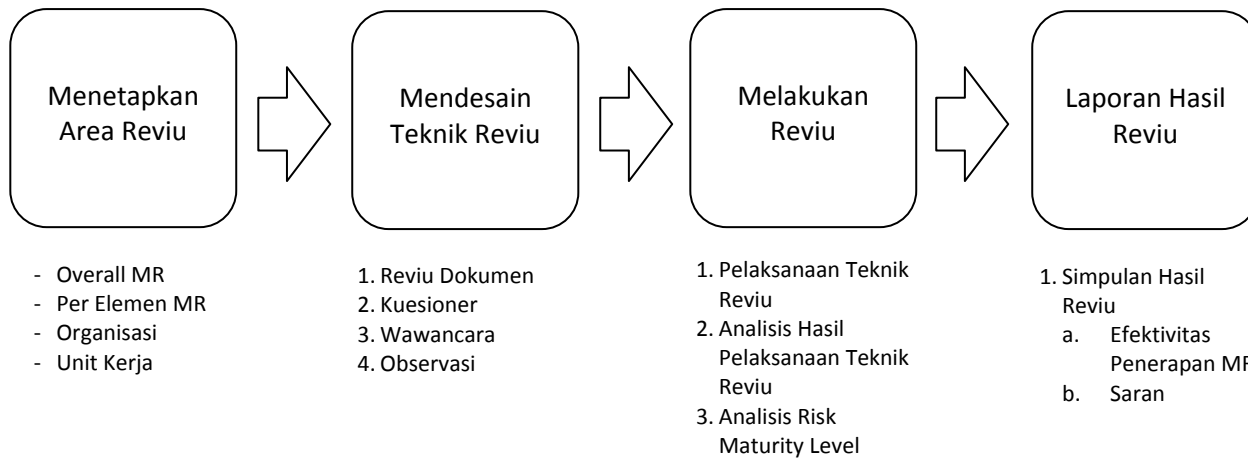 Menetapkan
Area Reviu
Mendesain
Teknik Reviu
Melakukan
Reviu
Laporan Hasil
Reviu
- Overall MR
- Per Elemen MR
- Organisasi
- Unit Kerja
1. Reviu Dokumen
2. Kuesioner
3. Wawancara
4. Observasi
1. Pelaksanaan Teknik
Reviu
2. Analisis Hasil
Pelaksanaan Teknik
Reviu
3. Analisis Risk
Maturity Level
1. Simpulan Hasil
Reviu
a. Efektivitas
Penerapan MR
b. Saran